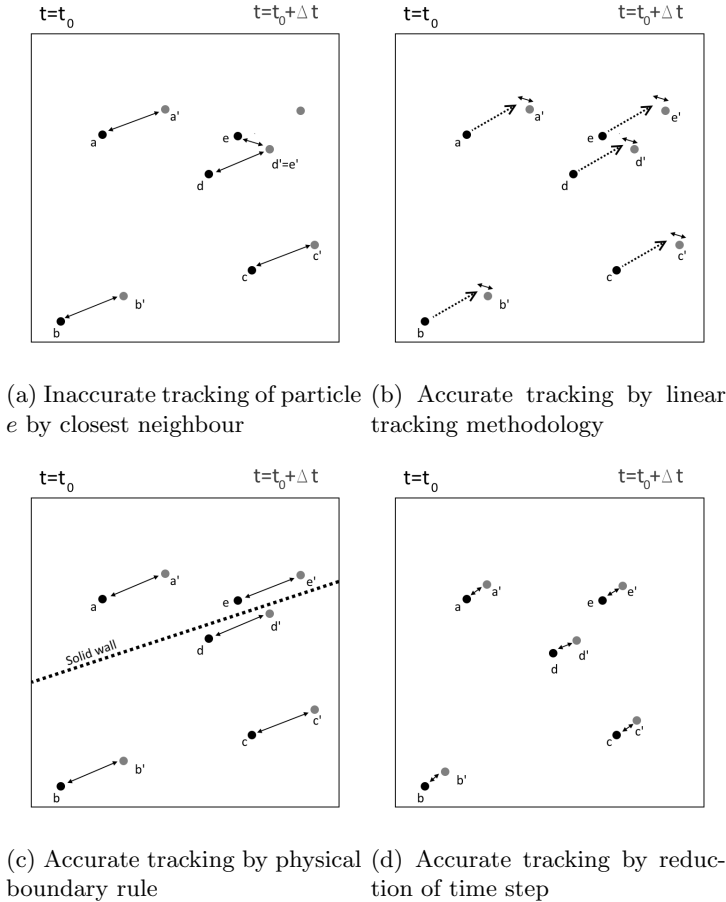 t=t0 t=t0+Δt
a a'
e
d d'=e'
c c'
b b'
t=t0 t=t0+Δt
a a'
e e'
d d'
c c'
b b'
(a) Inaccurate tracking of particle
e by closest neighbour
(b) Accurate tracking by linear
tracking methodology
t=t0 t=t0+Δt
a a'
e e'
d d'
Solid wall
c c'
b b'
t=t0 t=t0+Δt
a a'
e e'
d d'
c c'
b b'
(c) Accurate tracking by physical
boundary rule
(d) Accurate tracking by reduc-
tion of time step